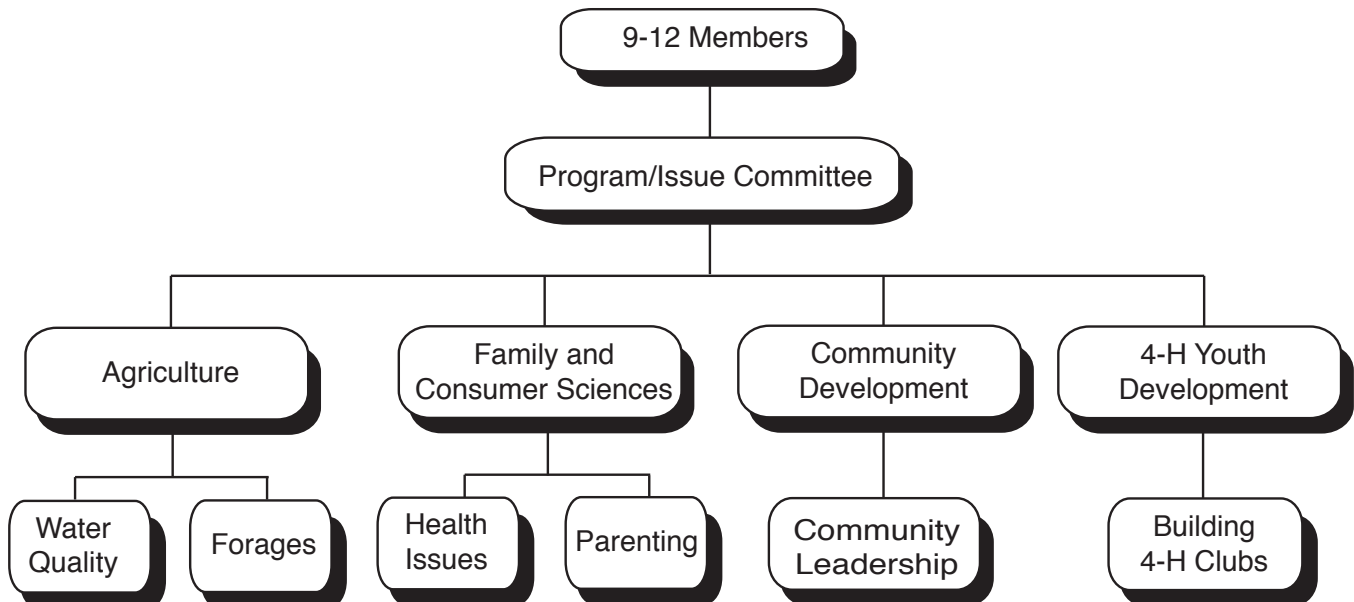 9-12 Members
Program/Issue Committee
Agriculture
Family and
Consumer Sciences
Community
Development
4-H Youth
Development
Water
Quality
Forages
Health
Issues
Parenting
Community
Leadership
Building
4-H Clubs